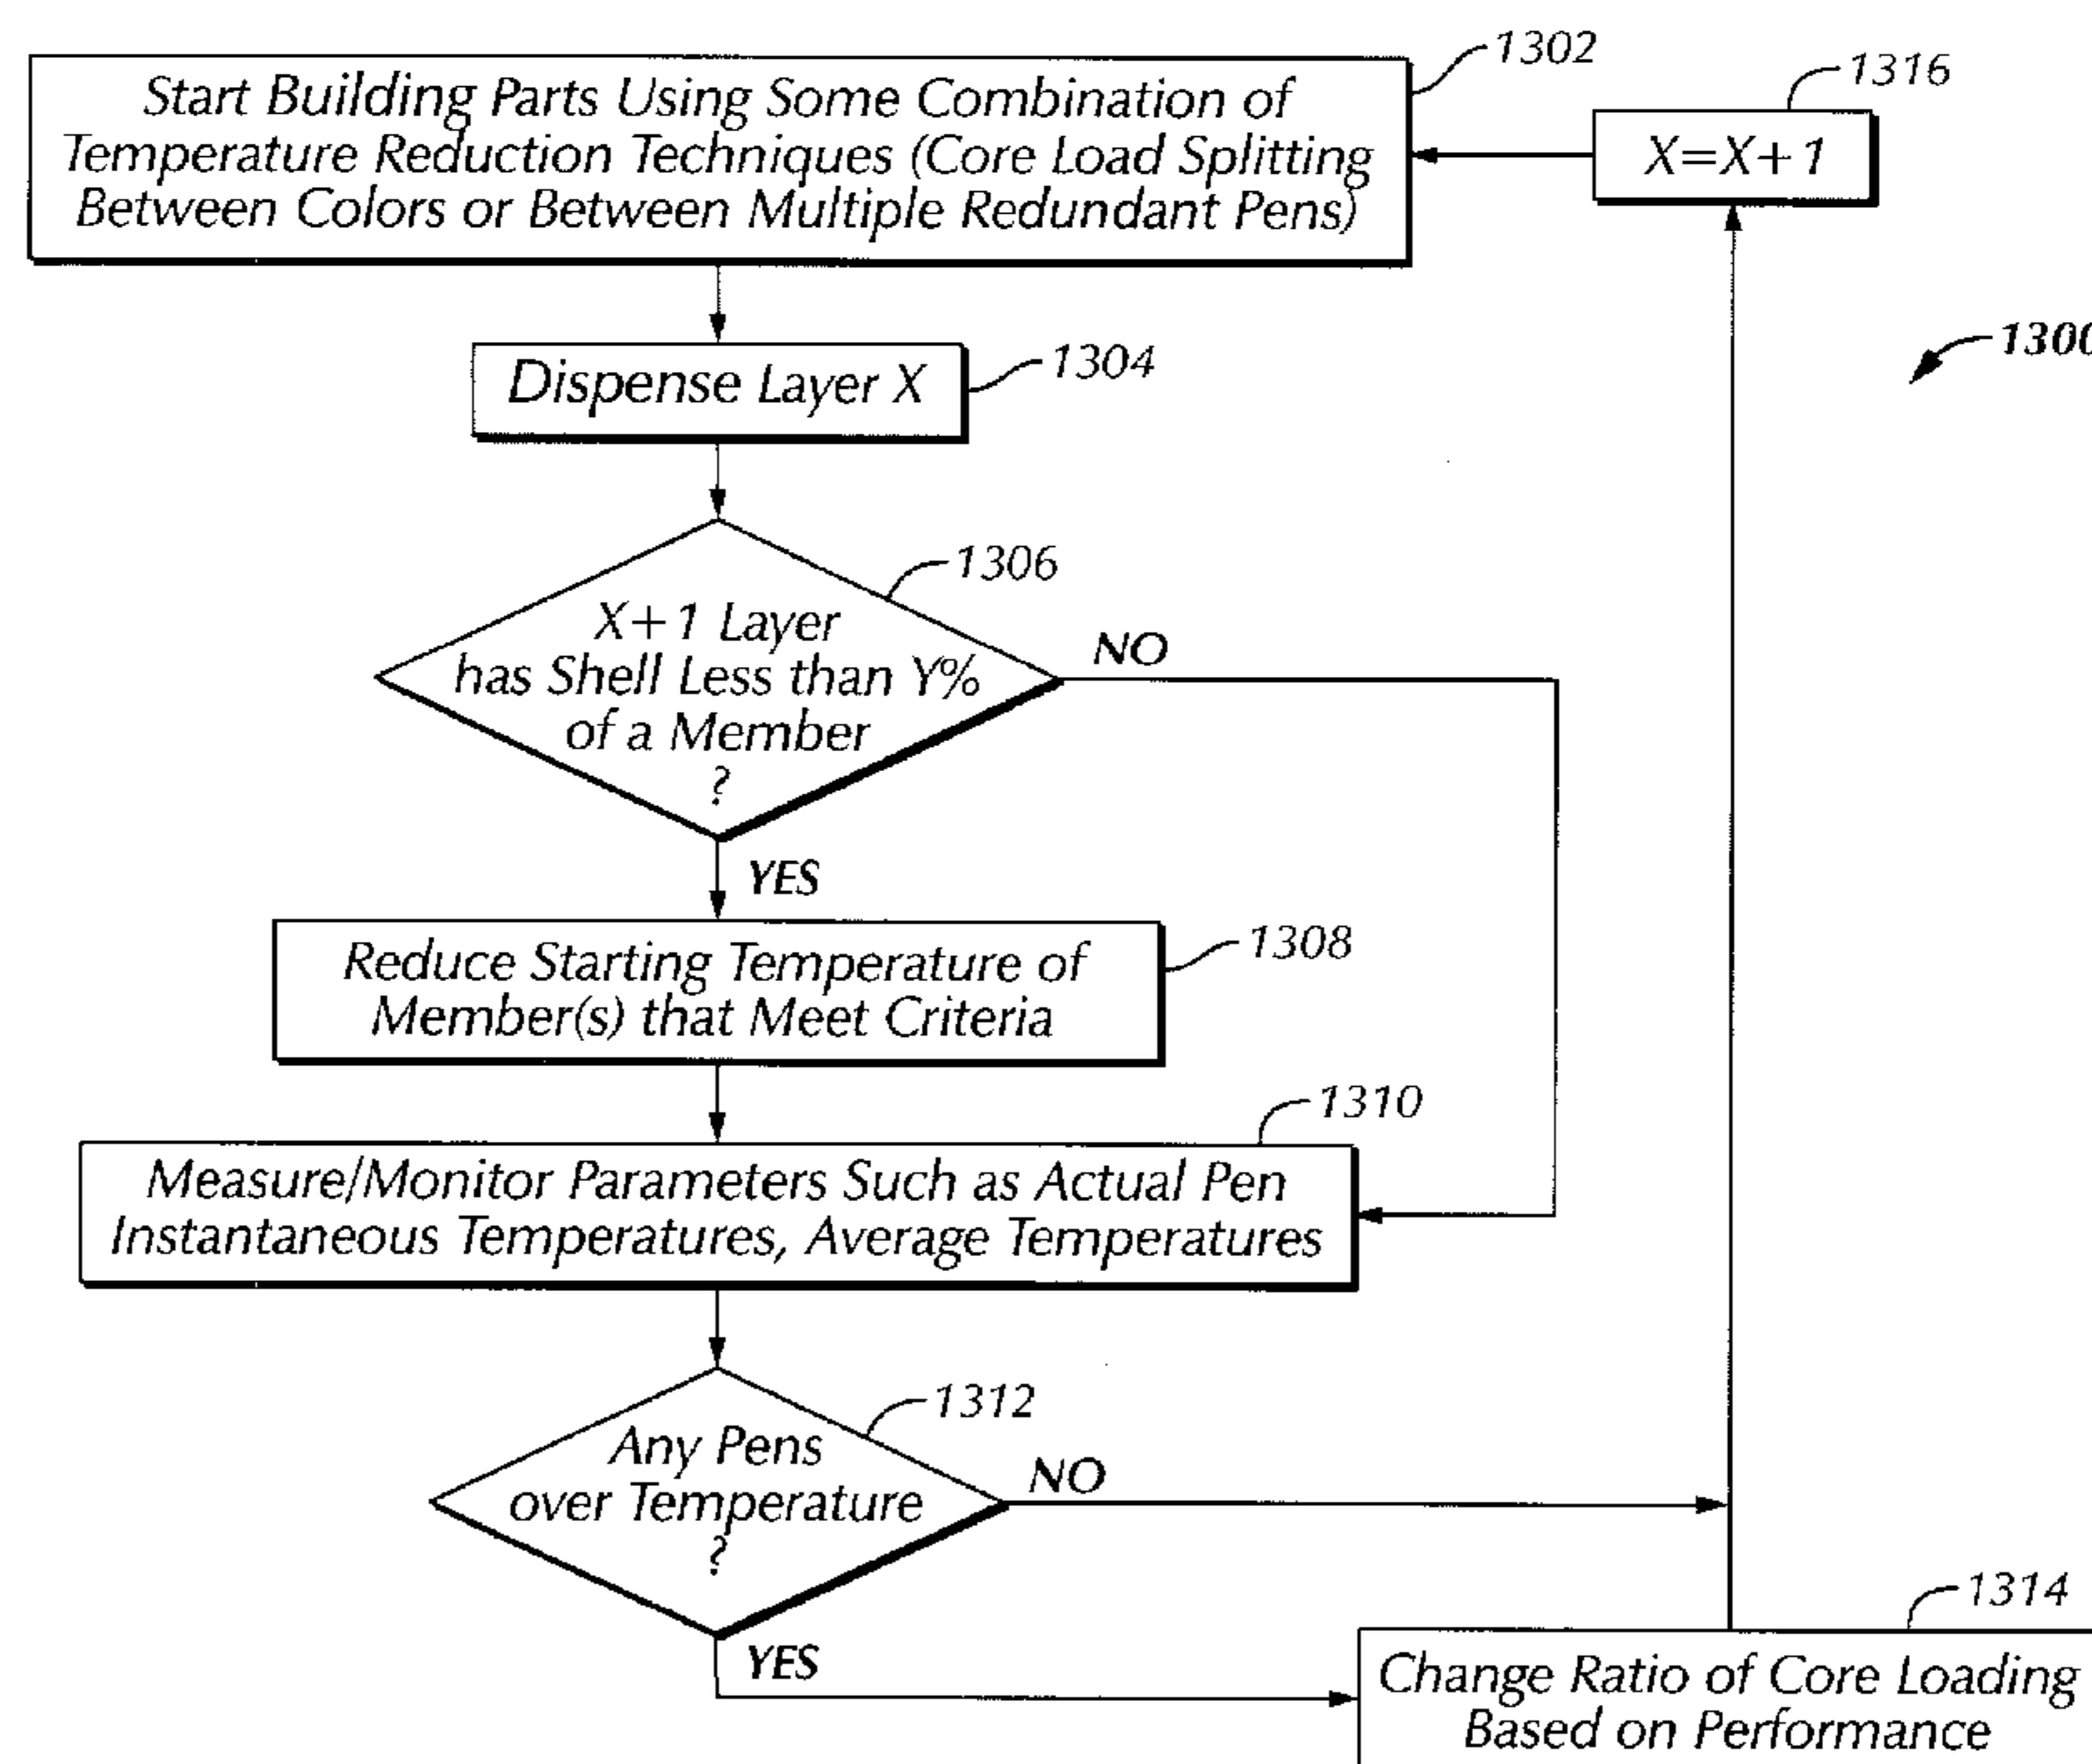 Start Building Parts Using Some Combination of
Temperature Reduction Techniques (Core Load Splitting
Between Colors or Between Multiple Redundant Pens)
1302
X=X+1
1316
1300
Dispense Layer X
1304
X+1 Layer
has Shell Less than Y%
of a Member
?
1306
NO
YES
Reduce Starting Temperature of
Member(s) that Meet Criteria
1308
Measure/Monitor Parameters Such as Actual Pen
Instantaneous Temperatures, Average Temperatures
1310
Any Pens
over Temperature
?
1312
NO
YES
Change Ratio of Core Loading
Based on Performance
1314